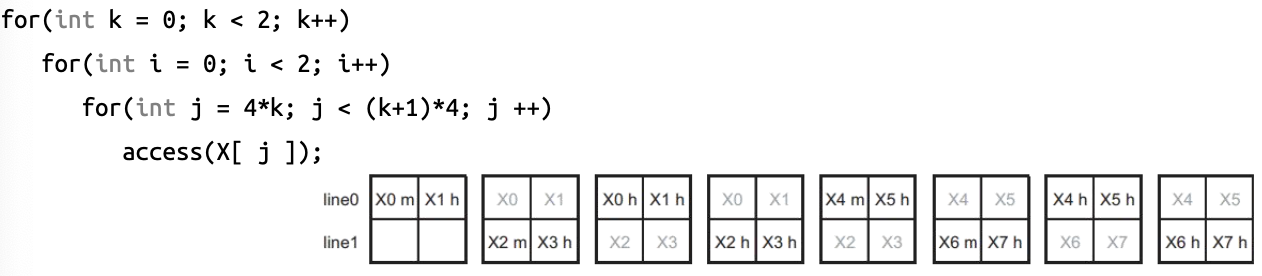 for(int k = 0; k < 2; k++)
for(int i = 0; i < 2; i++)
for(int j = 4*k; j < (k+1)*4; j ++)
access(X[ j ]);
line0 X0 m X1 h X0 X1 X0 h X1 h X0 X1 X4 m X5 h X4 X5 X4 h X5 h X4 X5
line1 X2 m X3 h X2 X3 X2 h X3 h X2 X3 X6 m X7 h X6 X7 X6 h X7 h